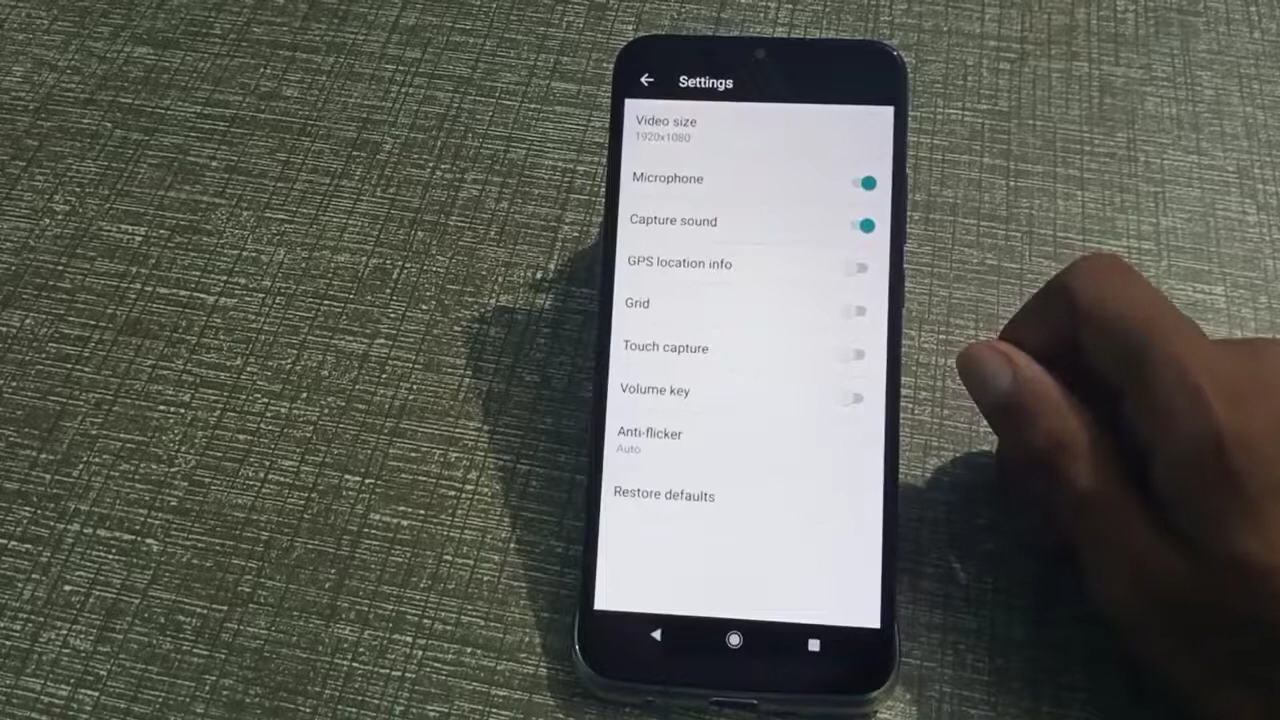 Settings
Video size
1920x1080
Microphone
Capture sound
GPS location info
Grid
Touch capture
Volume key
Anti-flicker
Auto
Restore defaults